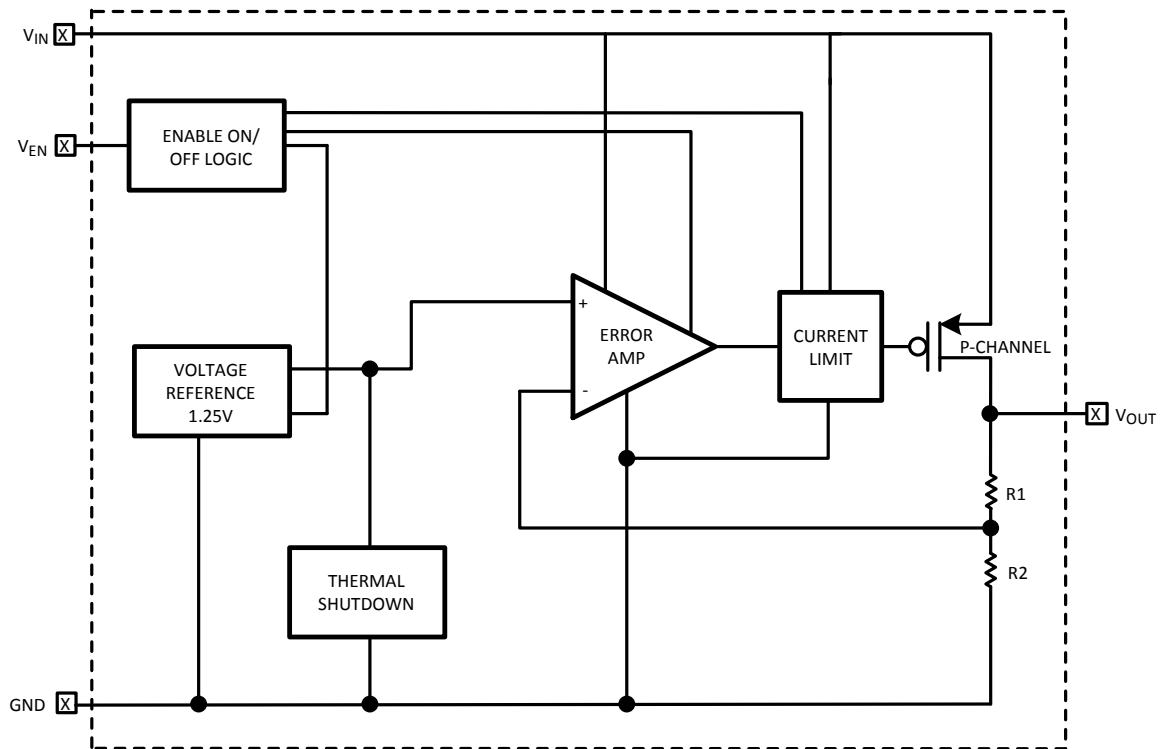 VIN X
ENABLE ON/
OFF LOGIC
VEN X
+
ERROR
AMP
-
CURRENT
LIMIT
P-CHANNEL
VOLTAGE
REFERENCE
1.25V
X VOUT
R1
R2
THERMAL
SHUTDOWN
GND X